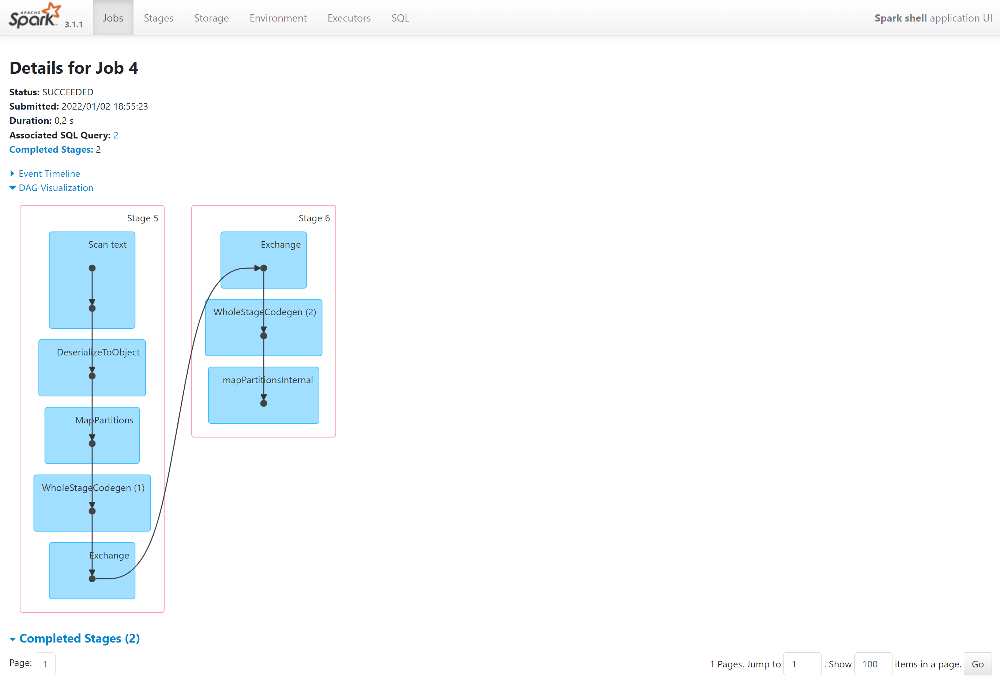 APACHE
Spark 3.1.1 Jobs Stages Storage Environment Executors SQL Spark shell application UI
Details for Job 4
Status: SUCCEEDED
Submitted: 2022/01/02 18:55:23
Duration: 0,2 s
Associated SQL Query: 2
Completed Stages: 2
Event Timeline
DAG Visualization
Stage 5
Scan text
DeserializeToObject
MapPartitions
WholeStageCodegen (1)
Exchange
Stage 6
Exchange
WholeStageCodegen (2)
mapPartitionsInternal
Completed Stages (2)
Page: 1 1 Pages. Jump to 1 . Show 100 items in a page. Go